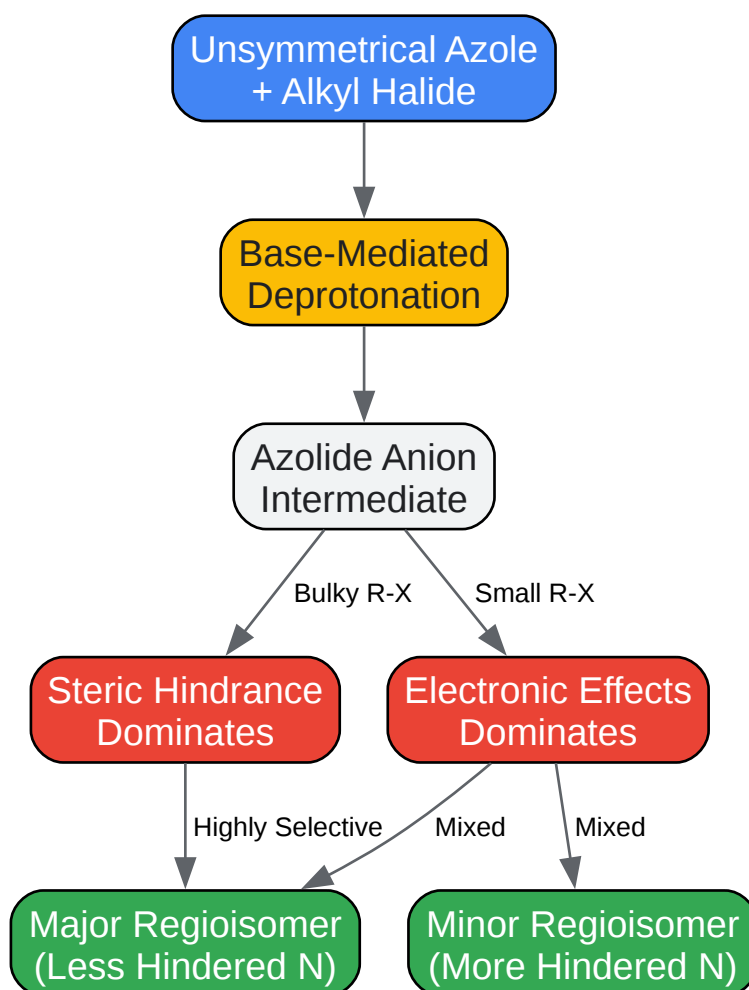 Unsymmetrical Azole
+ Alkyl Halide
Base-Mediated
Deprotonation
Azolide Anion
Intermediate
Bulky R-X
Small R-X
Steric Hindrance
Dominates
Electronic Effects
Dominates
Highly Selective
Mixed
Mixed
Major Regioisomer
(Less Hindered N)
Minor Regioisomer
(More Hindered N)